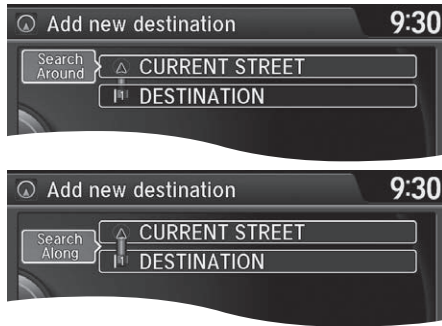 Add new destination 9:30
Search
Around
CURRENT STREET
DESTINATION
Add new destination 9:30
CURRENT STREET
Search
Along
DESTINATION